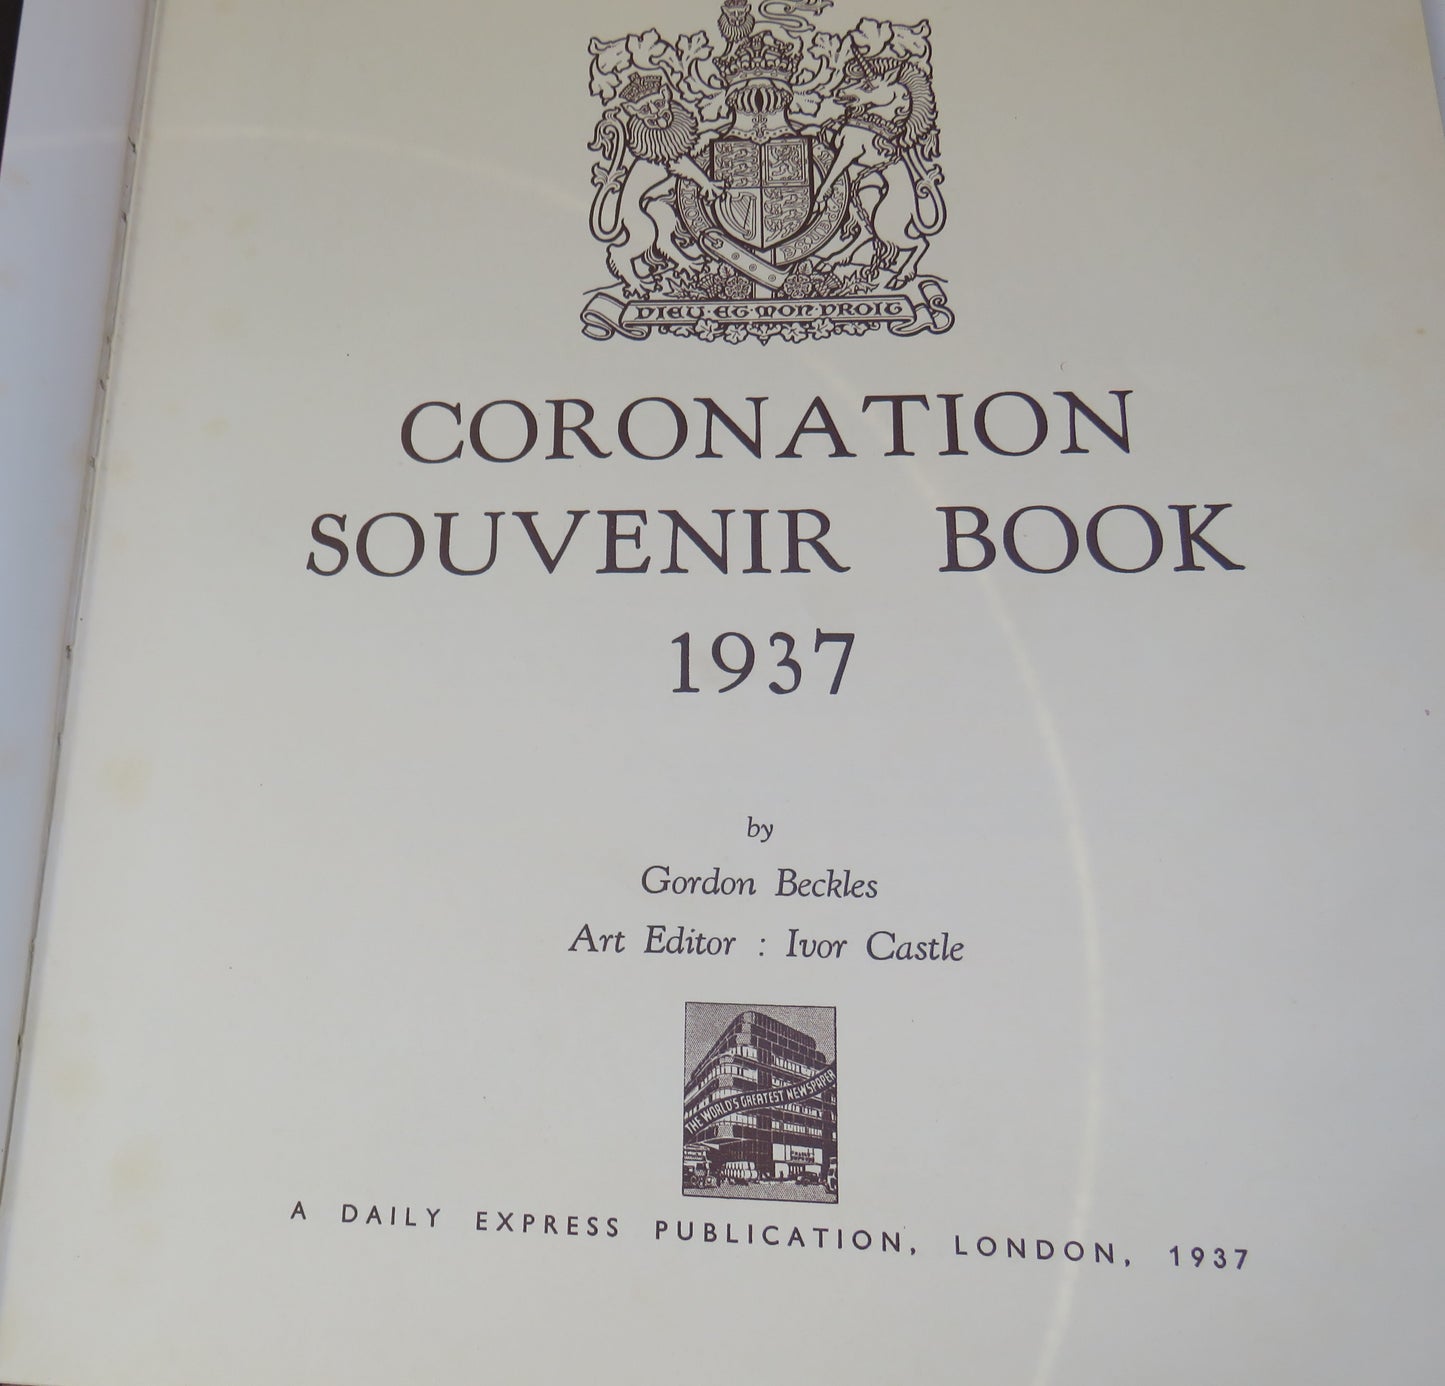 DIEU·ET·MON·DROIT
CORONATION
SOUVENIR BOOK
1937
by
Gordon Beckles
Art Editor : Ivor Castle
THE WORLD'S GREATEST NEWSPAPER
A DAILY EXPRESS PUBLICATION, LONDON, 1937